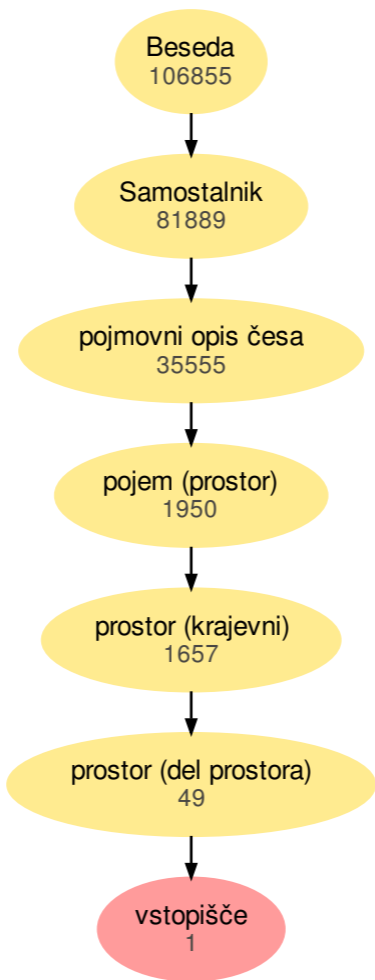 Beseda
106855
Samostalnik
81889
pojmovni opis česa
35555
pojem (prostor)
1950
prostor (krajevni)
1657
prostor (del prostora)
49
vstopišče
1